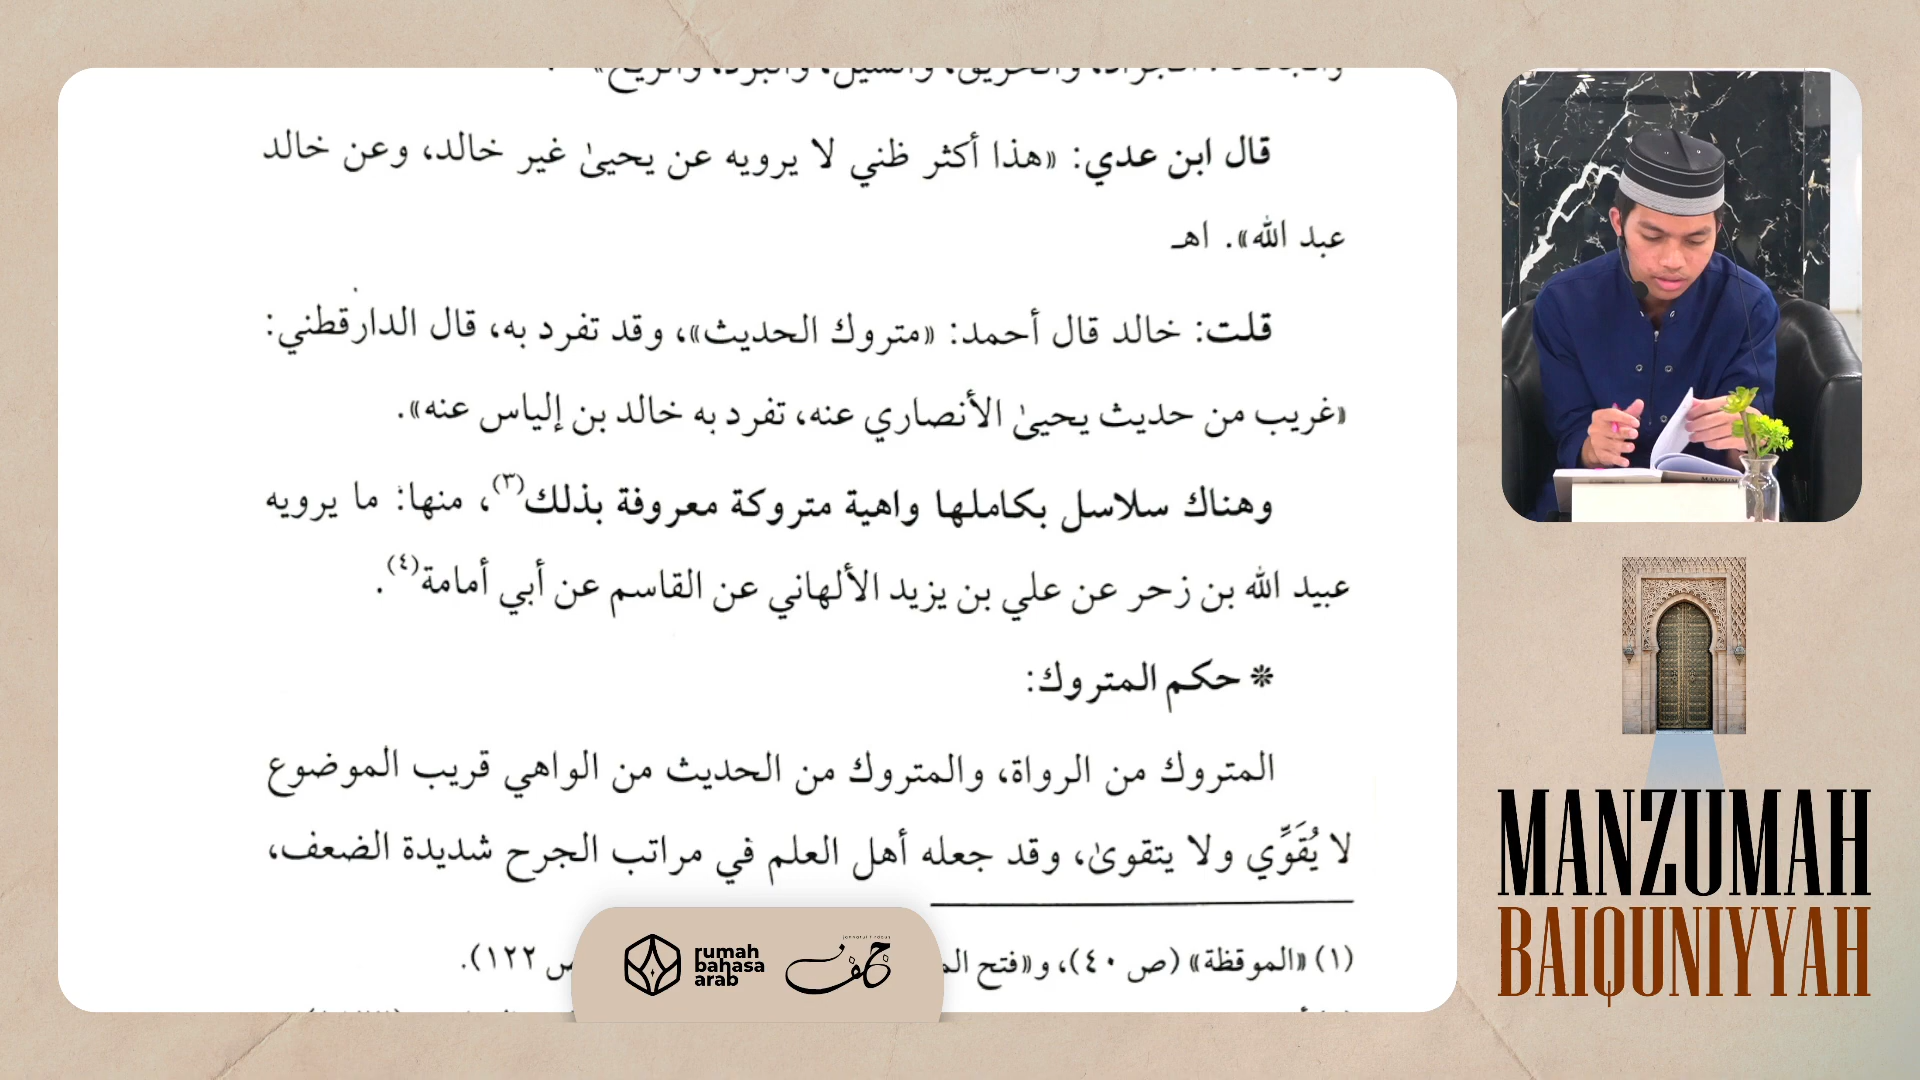 قال ابن عدي: «هذا أكثر ظني لا يرويه عن يحيىٰ غير خالد، وعن خالد
عبد الله». اهـ
قلت: خالد قال أحمد: «متروك الحديث»، وقد تفرد به، قال الدارقطني:
«غريب من حديث يحيىٰ الأنصاري عنه، تفرد به خالد بن إلياس عنه».
وهناك سلاسل بكاملها واهية متروكة معروفة بذلك(٣)، منها: ما يرويه
عبيد الله بن زحر عن علي بن يزيد الألهاني عن القاسم عن أبي أمامة(٤).
* حكم المتروك:
المتروك من الرواة، والمتروك من الحديث من الواهي قريب الموضوع
لا يُقَوِّي ولا يتقوىٰ، وقد جعله أهل العلم في مراتب الجرح شديدة الضعف،
(١) «الموقظة» (ص ٤٠)، و«فتح ص ١٢٢).
rumah
bahasa
arab
MANZUMAH
BAIQUNIYYAH